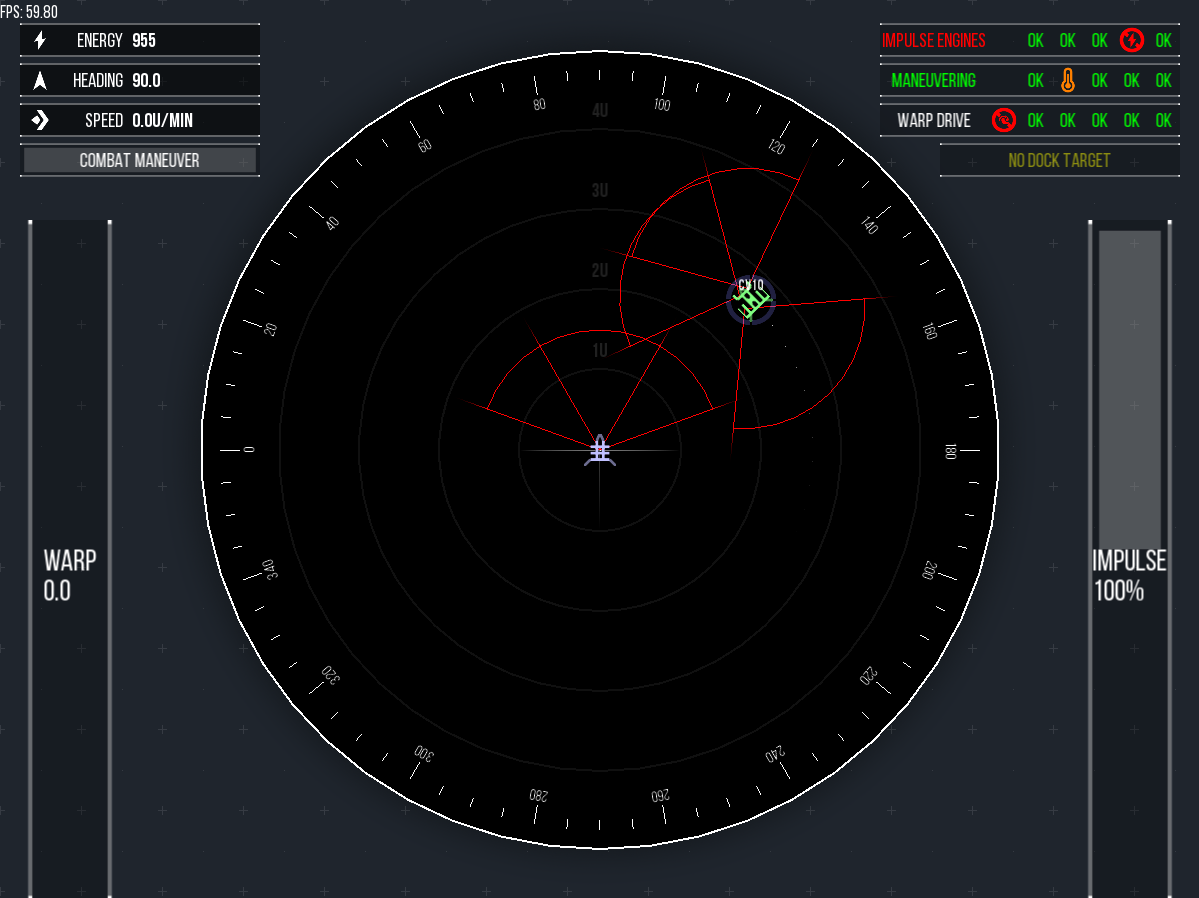 FPS: 59.80
ENERGY 955
HEADING 90.0
SPEED 0.0U/MIN
COMBAT MANEUVER
IMPULSE ENGINES OK OK OK OK
MANEUVERING OK OK OK OK
WARP DRIVE OK OK OK OK OK
NO DOCK TARGET
80
100
4U
60
120
3U
40
140
2U
20
160
1U
0
180
340
200
320
220
300
240
280
260
WARP
0.0
IMPULSE
100%